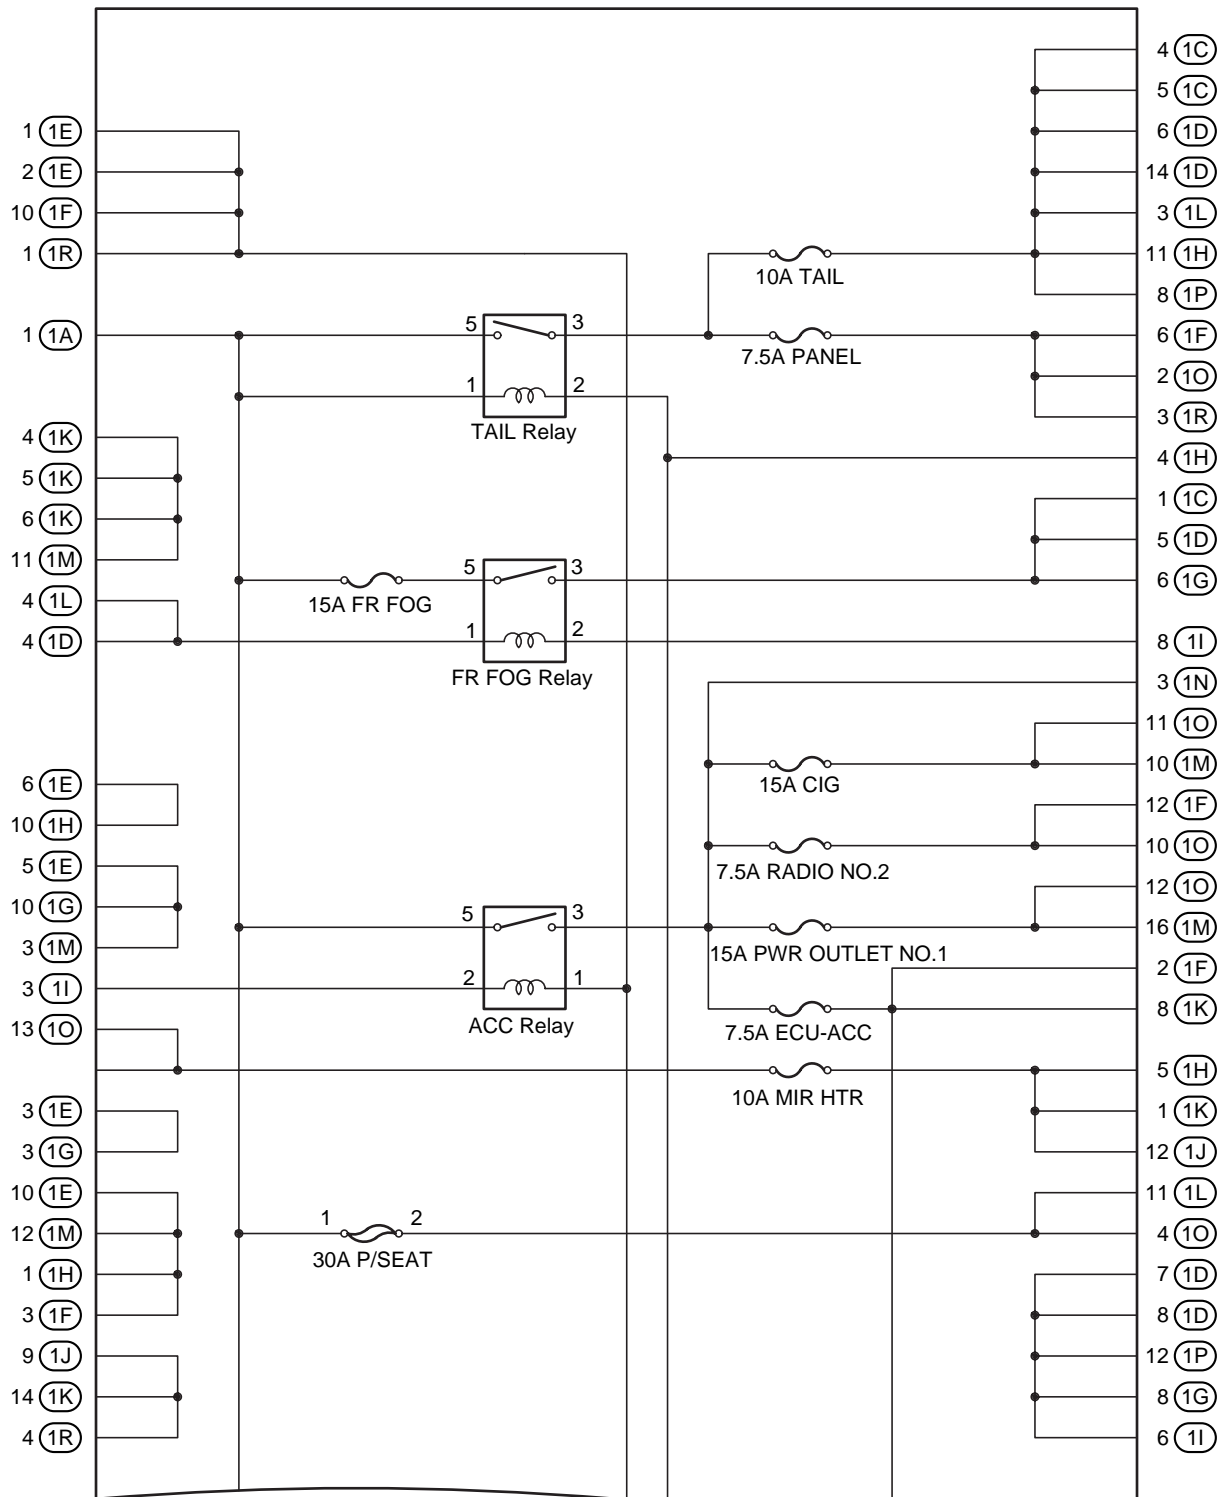 4 1C
5 1C
1 1E
6 1D
2 1E
14 1D
10 1F
3 1L
1 1R
11 1H
10A TAIL
8 1P
1 1A
5
3
6 1F
7.5A PANEL
2 1O
1
2
TAIL Relay
3 1R
4 1K
4 1H
5 1K
1 1C
6 1K
5 1D
11 1M
5
3
6 1G
15A FR FOG
4 1L
4 1D
1
2
8 1I
FR FOG Relay
3 1N
11 1O
10 1M
15A CIG
6 1E
12 1F
10 1H
10 1O
5 1E
7.5A RADIO NO.2
12 1O
10 1G
5
3
16 1M
15A PWR OUTLET NO.1
3 1M
2 1F
3 1I
2
1
8 1K
ACC Relay
7.5A ECU-ACC
13 1O
5 1H
10A MIR HTR
3 1E
1 1K
3 1G
12 1J
10 1E
11 1L
12 1M
1
2
4 1O
30A P/SEAT
1 1H
7 1D
3 1F
8 1D
9 1J
12 1P
14 1K
8 1G
4 1R
6 1I